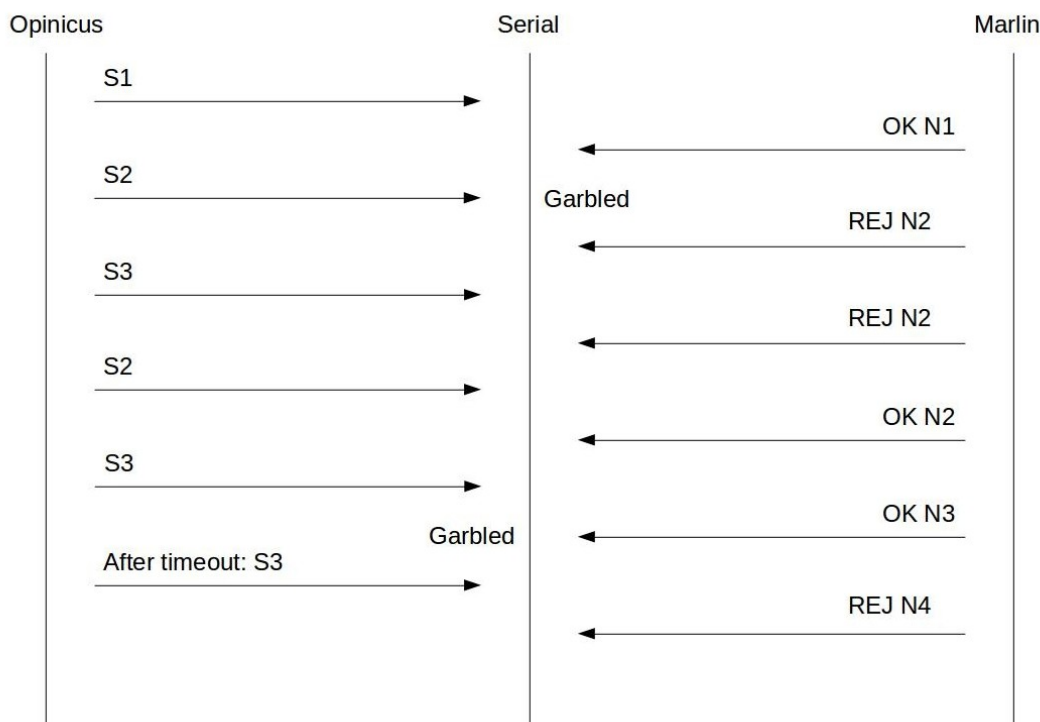 Opinicus
Serial
Marlin
S1
OK N1
S2
Garbled
REJ N2
S3
REJ N2
S2
OK N2
S3
OK N3
Garbled
After timeout: S3
REJ N4